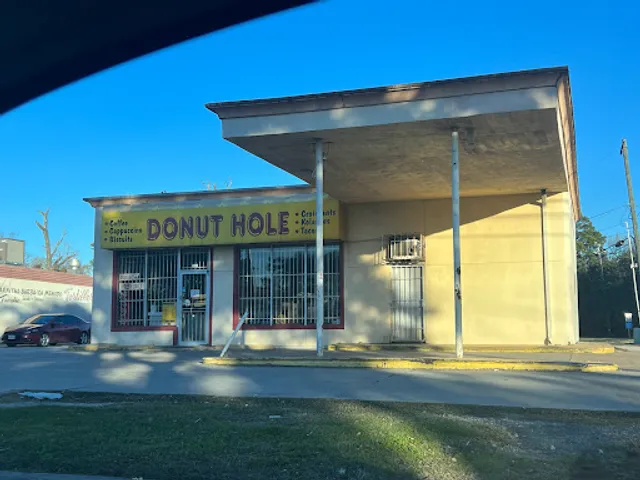 • Coffee
• Cappuccino
• Biscuits
DONUT HOLE
• Croissants
• Kolaches
• Tacos